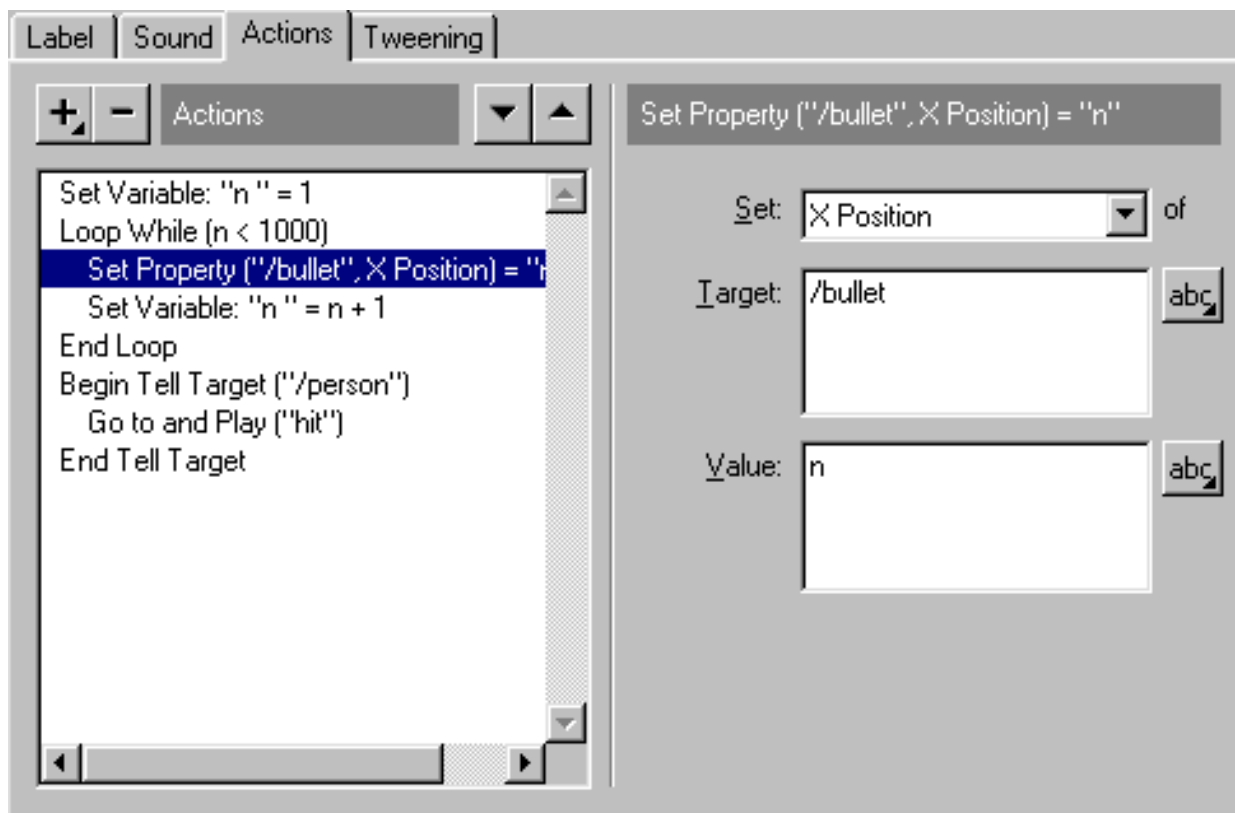 Label Sound Actions Tweening
Actions
Set Property ("/bullet", X Position) = "n"
Set Variable: "n " = 1
Loop While (n < 1000)
Set Property ("/bullet", X Position) = "n
Set Variable: "n " = n + 1
End Loop
Begin Tell Target ("/person")
Go to and Play ("hit")
End Tell Target
Set: X Position of
Target: /bullet abc
Value: n abc